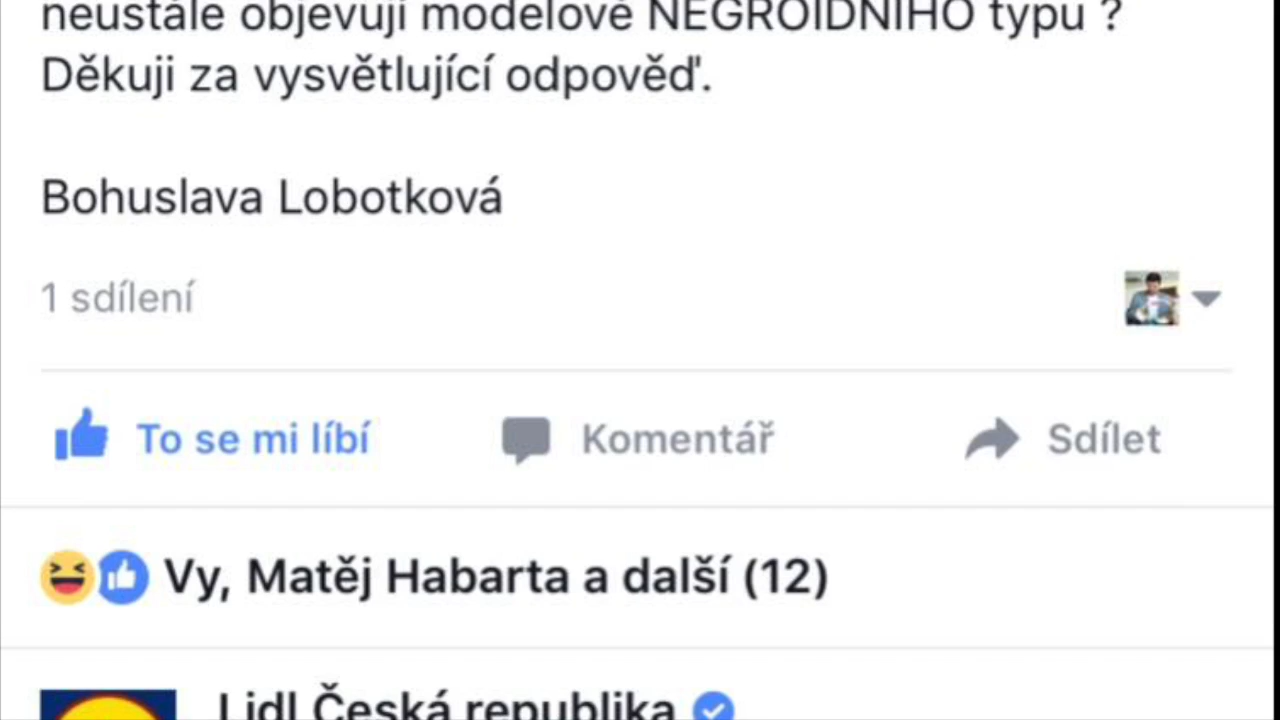 neustále objevují modelové NEGROIDNÍHO typu ?
Děkuji za vysvětlující odpověď.
Bohuslava Lobotková
1 sdílení
To se mi líbí
Komentář
Sdílet
Vy, Matěj Habarta a další (12)
Lidl Česká republika